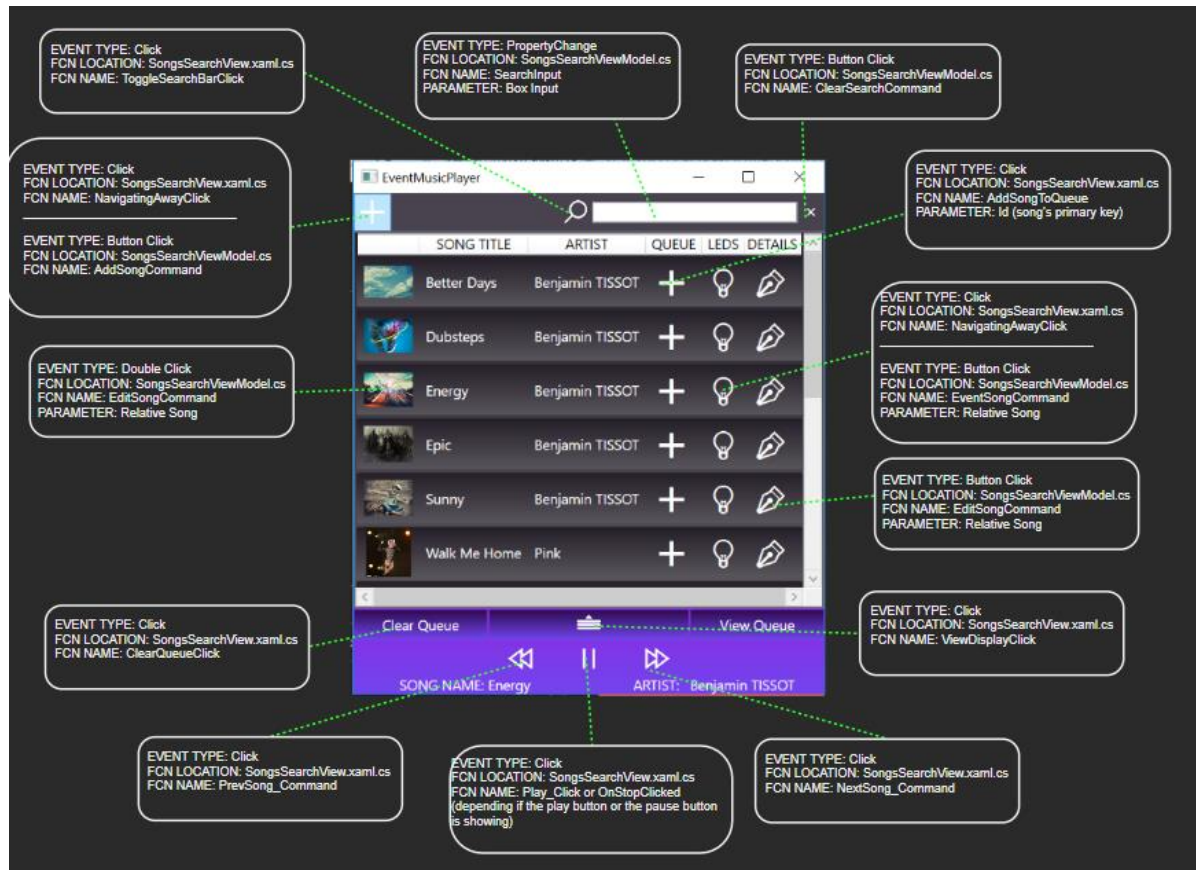 EVENT TYPE: Click
FCN LOCATION: SongsSearchView.xaml.cs
FCN NAME: ToggleSearchBarClick
EVENT TYPE: PropertyChange
FCN LOCATION: SongsSearchViewModel.cs
FCN NAME: SearchInput
PARAMETER: Box Input
EVENT TYPE: Button Click
FCN LOCATION: SongsSearchViewModel.cs
FCN NAME: ClearSearchCommand
EVENT TYPE: Click
FCN LOCATION: SongsSearchView.xaml.cs
FCN NAME: NavigatingAwayClick
EVENT TYPE: Button Click
FCN LOCATION: SongsSearchViewModel.cs
FCN NAME: AddSongCommand
EVENT TYPE: Click
FCN LOCATION: SongsSearchView.xaml.cs
FCN NAME: AddSongToQueue
PARAMETER: Id (song's primary key)
EventMusicPlayer
SONG TITLE ARTIST QUEUE LEDS DETAILS
Better Days Benjamin TISSOT
Dubsteps Benjamin TISSOT
Energy Benjamin TISSOT
Epic Benjamin TISSOT
Sunny Benjamin TISSOT
Walk Me Home Pink
Clear Queue View Queue
SONG NAME: Energy ARTIST: Benjamin TISSOT
EVENT TYPE: Double Click
FCN LOCATION: SongsSearchViewModel.cs
FCN NAME: EditSongCommand
PARAMETER: Relative Song
EVENT TYPE: Click
FCN LOCATION: SongsSearchView.xaml.cs
FCN NAME: NavigatingAwayClick
EVENT TYPE: Button Click
FCN LOCATION: SongsSearchViewModel.cs
FCN NAME: EventSongCommand
PARAMETER: Relative Song
EVENT TYPE: Button Click
FCN LOCATION: SongsSearchViewModel.cs
FCN NAME: EditSongCommand
PARAMETER: Relative Song
EVENT TYPE: Click
FCN LOCATION: SongsSearchView.xaml.cs
FCN NAME: ClearQueueClick
EVENT TYPE: Click
FCN LOCATION: SongsSearchView.xaml.cs
FCN NAME: ViewDisplayClick
EVENT TYPE: Click
FCN LOCATION: SongsSearchView.xaml.cs
FCN NAME: PrevSong_Command
EVENT TYPE: Click
FCN LOCATION: SongsSearchView.xaml.cs
FCN NAME: Play_Click or OnStopClicked
(depending if the play button or the pause button
is showing)
EVENT TYPE: Click
FCN LOCATION: SongsSearchView.xaml.cs
FCN NAME: NextSong_Command